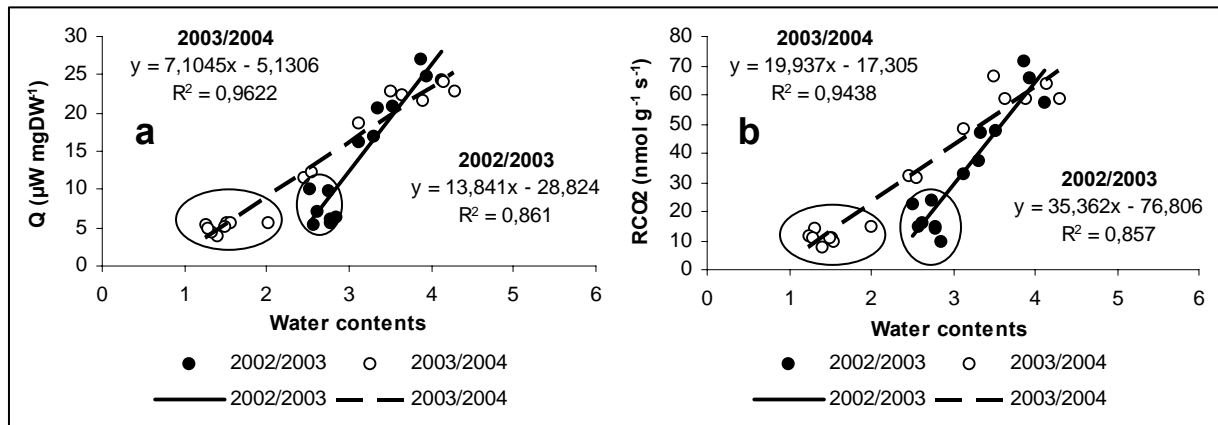 2003/2004
y = 7,1045x - 5,1306
R² = 0,9622
a
2002/2003
y = 13,841x - 28,824
R² = 0,861
Q (µW mgDW⁻¹)
30
25
20
15
10
5
0
0 1 2 3 4 5 6
Water contents
2002/2003 2003/2004
2002/2003 2003/2004
2003/2004
y = 19,937x - 17,305
R² = 0,9438
b
2002/2003
y = 35,362x - 76,806
R² = 0,857
RCO2 (nmol g⁻¹ s⁻¹)
80
70
60
50
40
30
20
10
0
0 1 2 3 4 5 6
Water contents
2002/2003 2003/2004
2002/2003 2003/2004